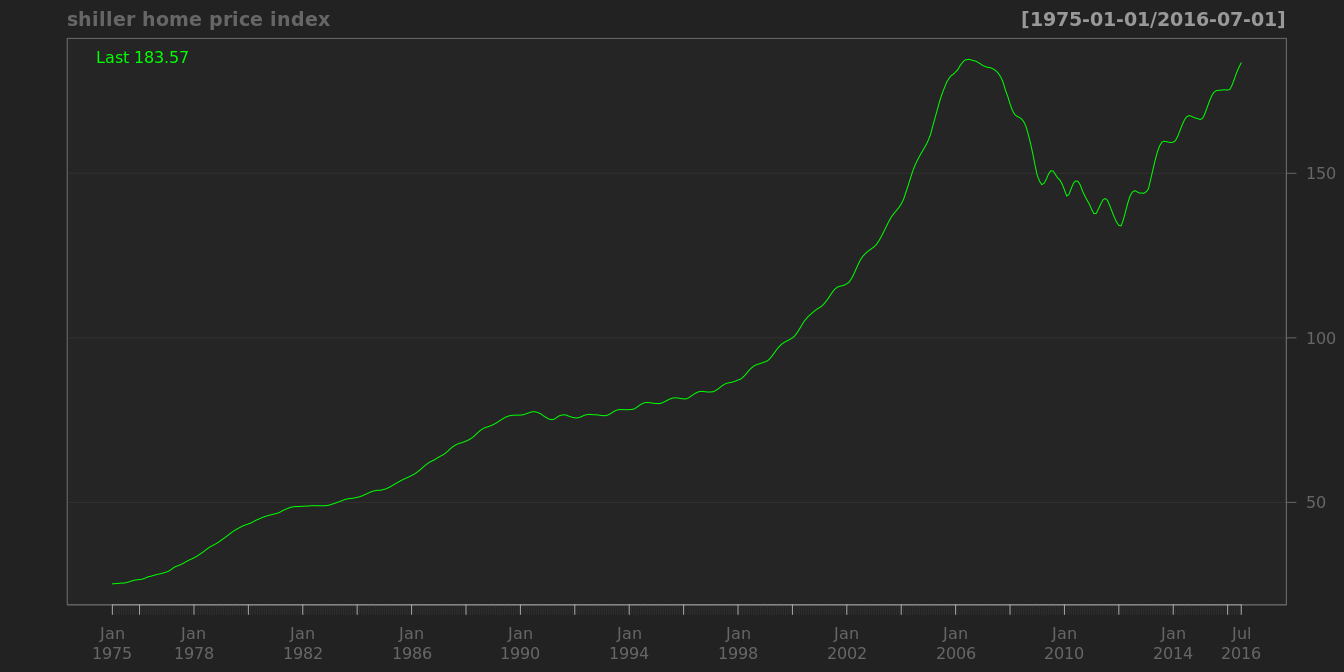 shiller home price index [1975-01-01/2016-07-01]
Last 183.57
150
100
50
Jan Jan Jan Jan Jan Jan Jan Jan Jan Jan Jan Jul
1975 1978 1982 1986 1990 1994 1998 2002 2006 2010 2014 2016